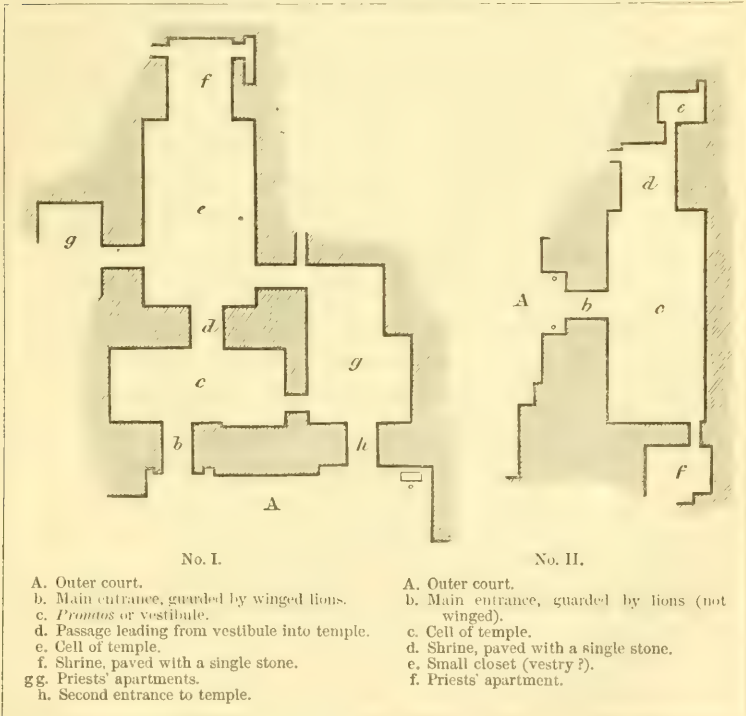 f
e
g
d
g
c
b
h
A
No. I.
A. Outer court.
b. Main entrance, guarded by winged lions.
c. Pronaos or vestibule.
d. Passage leading from vestibule into temple.
e. Cell of temple.
f. Shrine, paved with a single stone.
g g. Priests' apartments.
h. Second entrance to temple.
e
d
A
b
c
f
No. II.
A. Outer court.
b. Main entrance, guarded by lions (not
winged).
c. Cell of temple.
d. Shrine, paved with a single stone.
e. Small closet (vestry ?).
f. Priests' apartment.